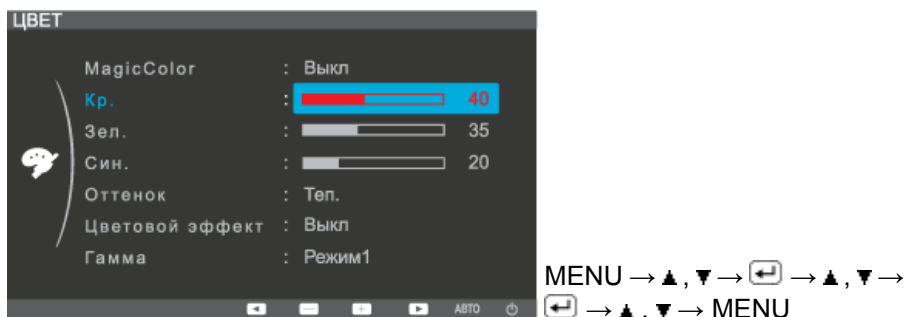 ЦВЕТ
MagicColor : Выкл
Кр. : 40
Зел. : 35
Син. : 20
Оттенок : Теп.
Цветовой эффект : Выкл
Гамма : Режим1
АВТО
MENU → ▲ , ▼ → ↵ → ▲ , ▼ →
↵ → ▲ , ▼ → MENU